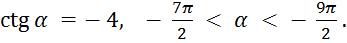 ctg α = − 4, − 7π/2 < α < − 9π/2 .